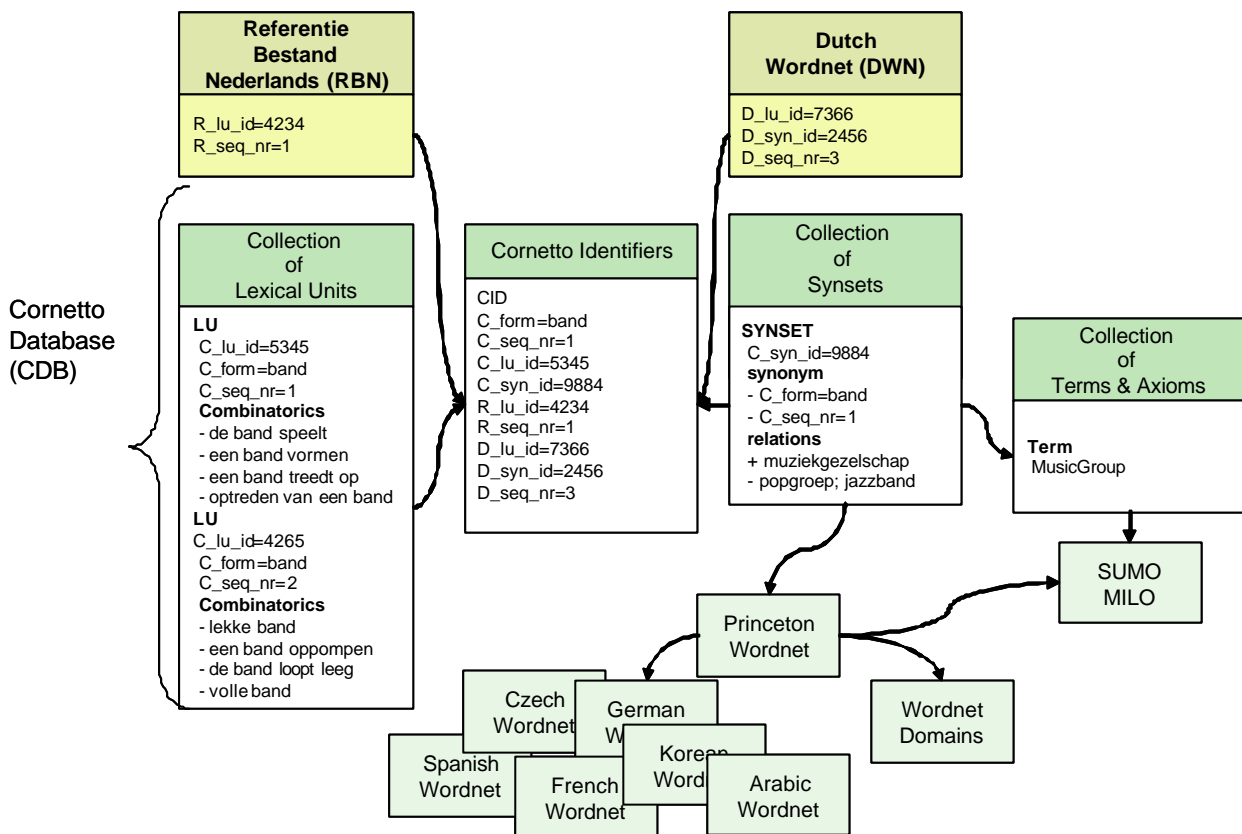 Referentie
Bestand
Nederlands (RBN)
R_lu_id=4234
R_seq_nr=1
Dutch
Wordnet (DWN)
D_lu_id=7366
D_syn_id=2456
D_seq_nr=3
Cornetto
Database
(CDB)
Collection
of
Lexical Units
LU
C_lu_id=5345
C_form=band
C_seq_nr=1
Combinatorics
- de band speelt
- een band vormen
- een band treedt op
- optreden van een band
LU
C_lu_id=4265
C_form=band
C_seq_nr=2
Combinatorics
- lekke band
- een band oppompen
- de band loopt leeg
- volle band
Cornetto Identifiers
CID
C_form=band
C_seq_nr=1
C_lu_id=5345
C_syn_id=9884
R_lu_id=4234
R_seq_nr=1
D_lu_id=7366
D_syn_id=2456
D_seq_nr=3
Collection
of
Synsets
SYNSET
C_syn_id=9884
synonym
- C_form=band
- C_seq_nr=1
relations
+ muziekgezelschap
- popgroep; jazzband
Collection
of
Terms & Axioms
Term
MusicGroup
SUMO
MILO
Princeton
Wordnet
Wordnet
Domains
Czech
Wordnet
German
Spanish
Wordnet
French
Wordnet
Korean
Arabic
Wordnet